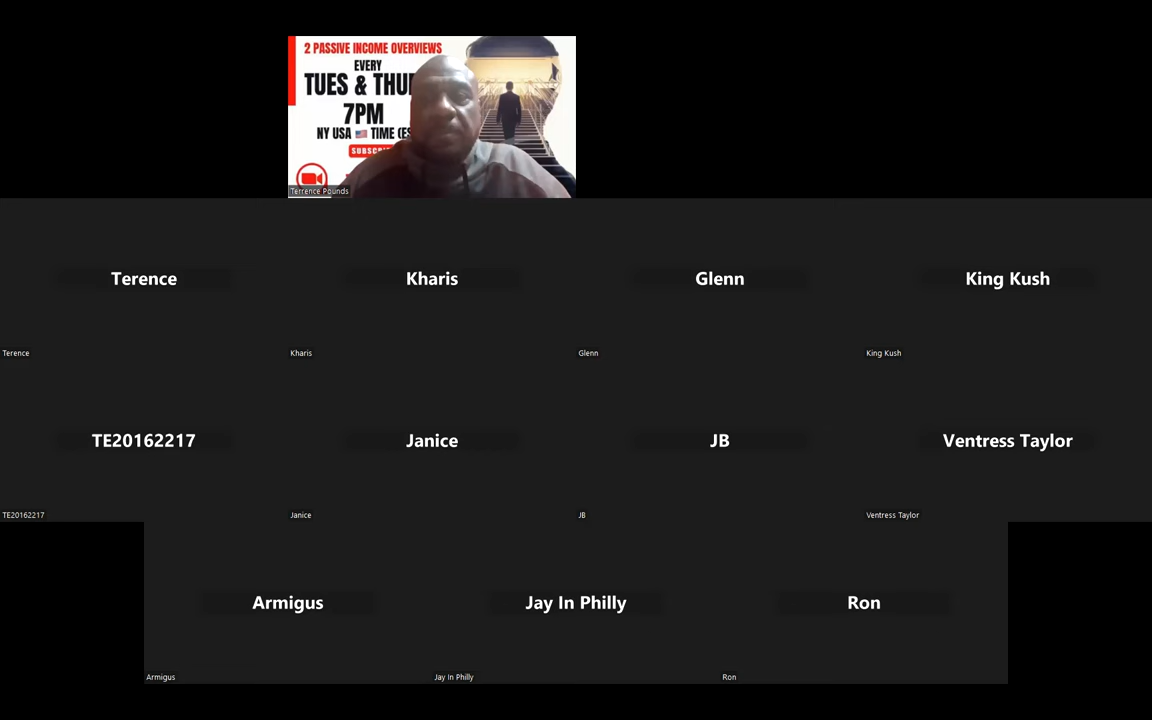 2 PASSIVE INCOME OVERVIEWS
EVERY
TUES & THU
7PM
NY USA 🇺🇸 TIME (ES
SUBSC
Terrence Pounds
Terence
Kharis
Glenn
King Kush
Terence
Kharis
Glenn
King Kush
TE20162217
Janice
JB
Ventress Taylor
TE20162217
Janice
JB
Ventress Taylor
Armigus
Jay In Philly
Ron
Armigus
Jay In Philly
Ron